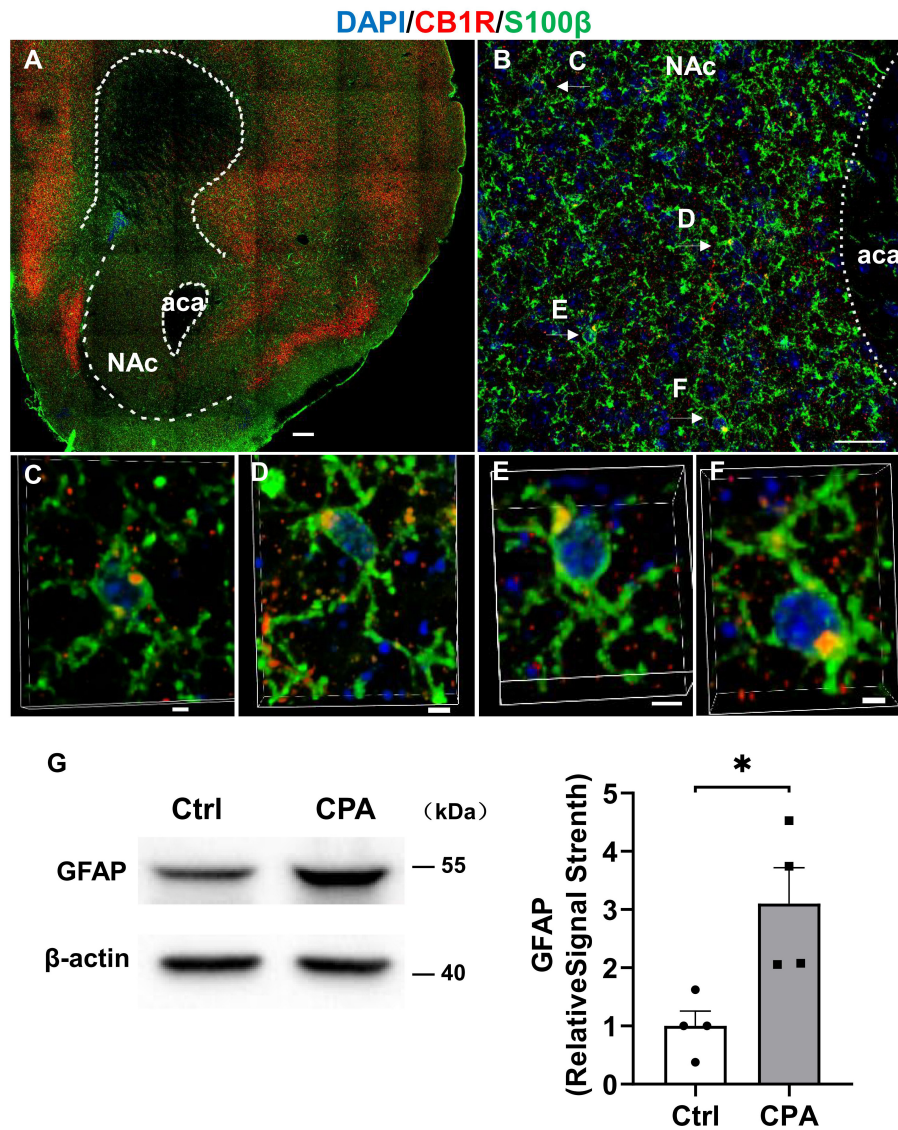 DAPI/CB1R/S100β
A
aca
NAc
B
C
NAc
D
E
F
aca
C
D
E
F
G
Ctrl
CPA
（kDa）
GFAP
55
β-actin
40
*
GFAP
(RelativeSignal Strenth)
5
4
3
2
1
0
Ctrl
CPA